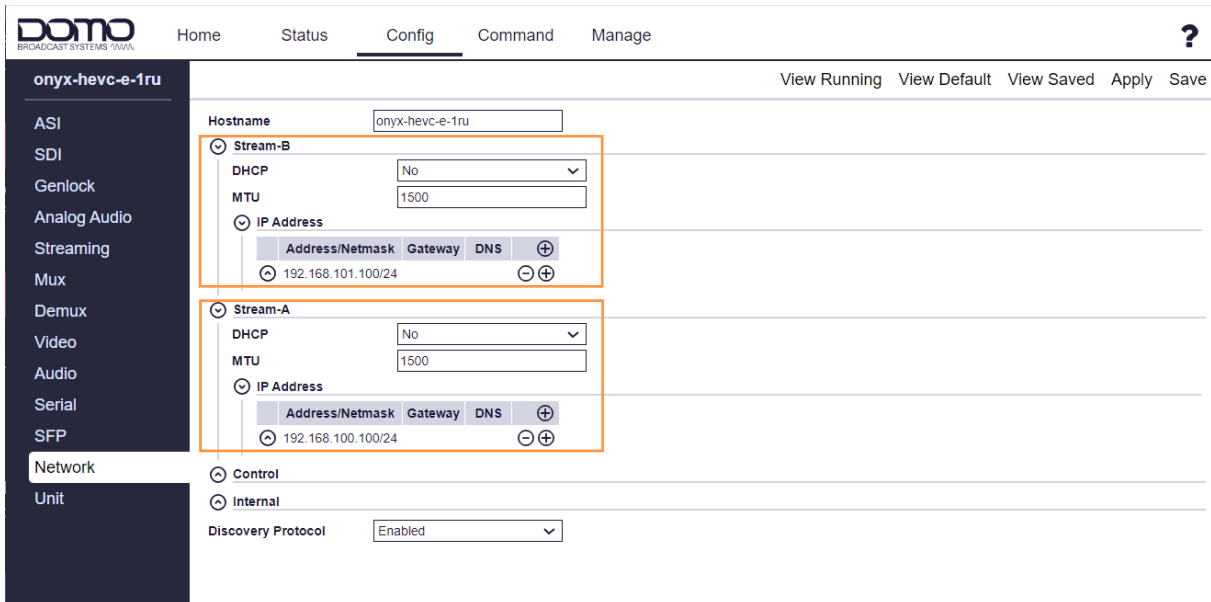 DOMO
BROADCAST SYSTEMS
Home Status Config Command Manage ?
onyx-hevc-e-1ru
View Running View Default View Saved Apply Save
ASI
SDI
Genlock
Analog Audio
Streaming
Mux
Demux
Video
Audio
Serial
SFP
Network
Unit
Hostname onyx-hevc-e-1ru
Stream-B
DHCP No
MTU 1500
IP Address
Address/Netmask Gateway DNS
192.168.101.100/24
Stream-A
DHCP No
MTU 1500
IP Address
Address/Netmask Gateway DNS
192.168.100.100/24
Control
Internal
Discovery Protocol Enabled